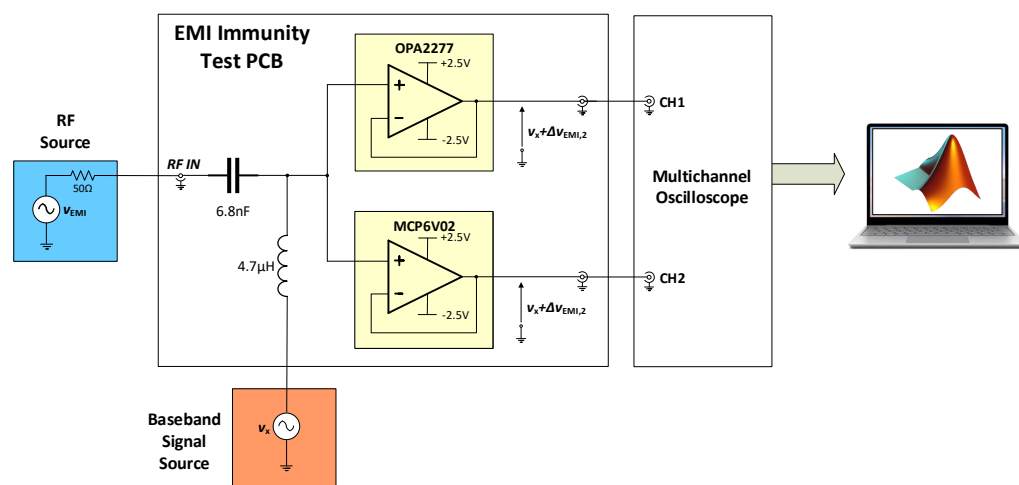 EMI Immunity
Test PCB
OPA2277
+2.5V
+
–
-2.5V
vx+ΔvEMI,2
CH1
RF
Source
50Ω
vEMI
RF IN
6.8nF
4.7µH
MCP6V02
+2.5V
+
–
-2.5V
vx+ΔvEMI,2
CH2
Multichannel
Oscilloscope
Baseband
Signal
Source
vx